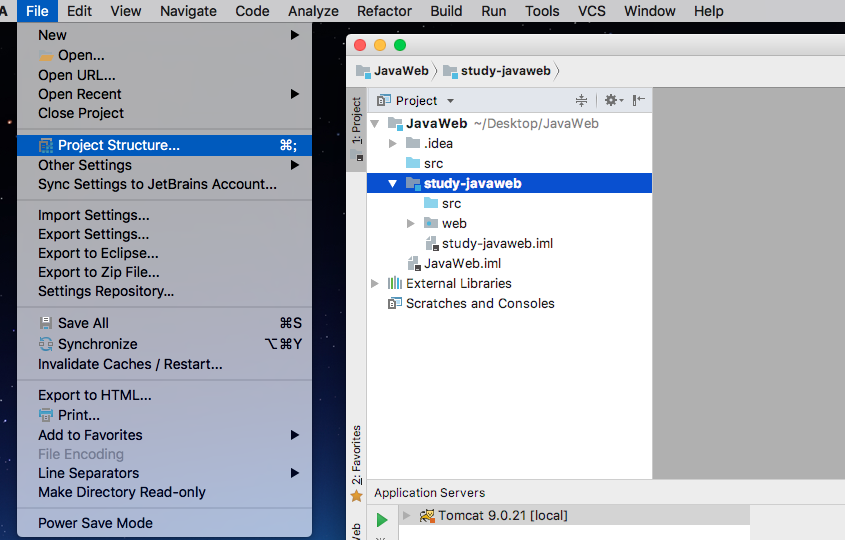 A File Edit View Navigate Code Analyze Refactor Build Run Tools VCS Window Help
New
Open...
Open URL...
Open Recent
Close Project
Project Structure... ⌘;
Other Settings
Sync Settings to JetBrains Account...
Import Settings...
Export Settings...
Export to Eclipse...
Export to Zip File...
Settings Repository...
Save All ⌘S
Synchronize ⌥⌘Y
Invalidate Caches / Restart...
Export to HTML...
Print...
Add to Favorites
File Encoding
Line Separators
Make Directory Read-only
Power Save Mode
JavaWeb study-javaweb
1: Project
Project
JavaWeb ~/Desktop/JavaWeb
.idea
src
study-javaweb
src
web
study-javaweb.iml
JavaWeb.iml
External Libraries
Scratches and Consoles
2: Favorites
Application Servers
Tomcat 9.0.21 [local]